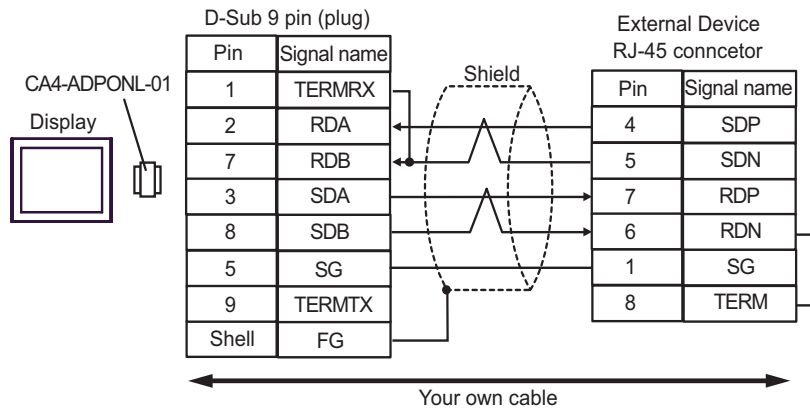 D-Sub 9 pin (plug)
External Device
RJ-45 conncetor
CA4-ADPONL-01
Display
Pin Signal name
1 TERMRX
2 RDA
7 RDB
3 SDA
8 SDB
5 SG
9 TERMTX
Shell FG
Shield
Pin Signal name
4 SDP
5 SDN
7 RDP
6 RDN
1 SG
8 TERM
Your own cable